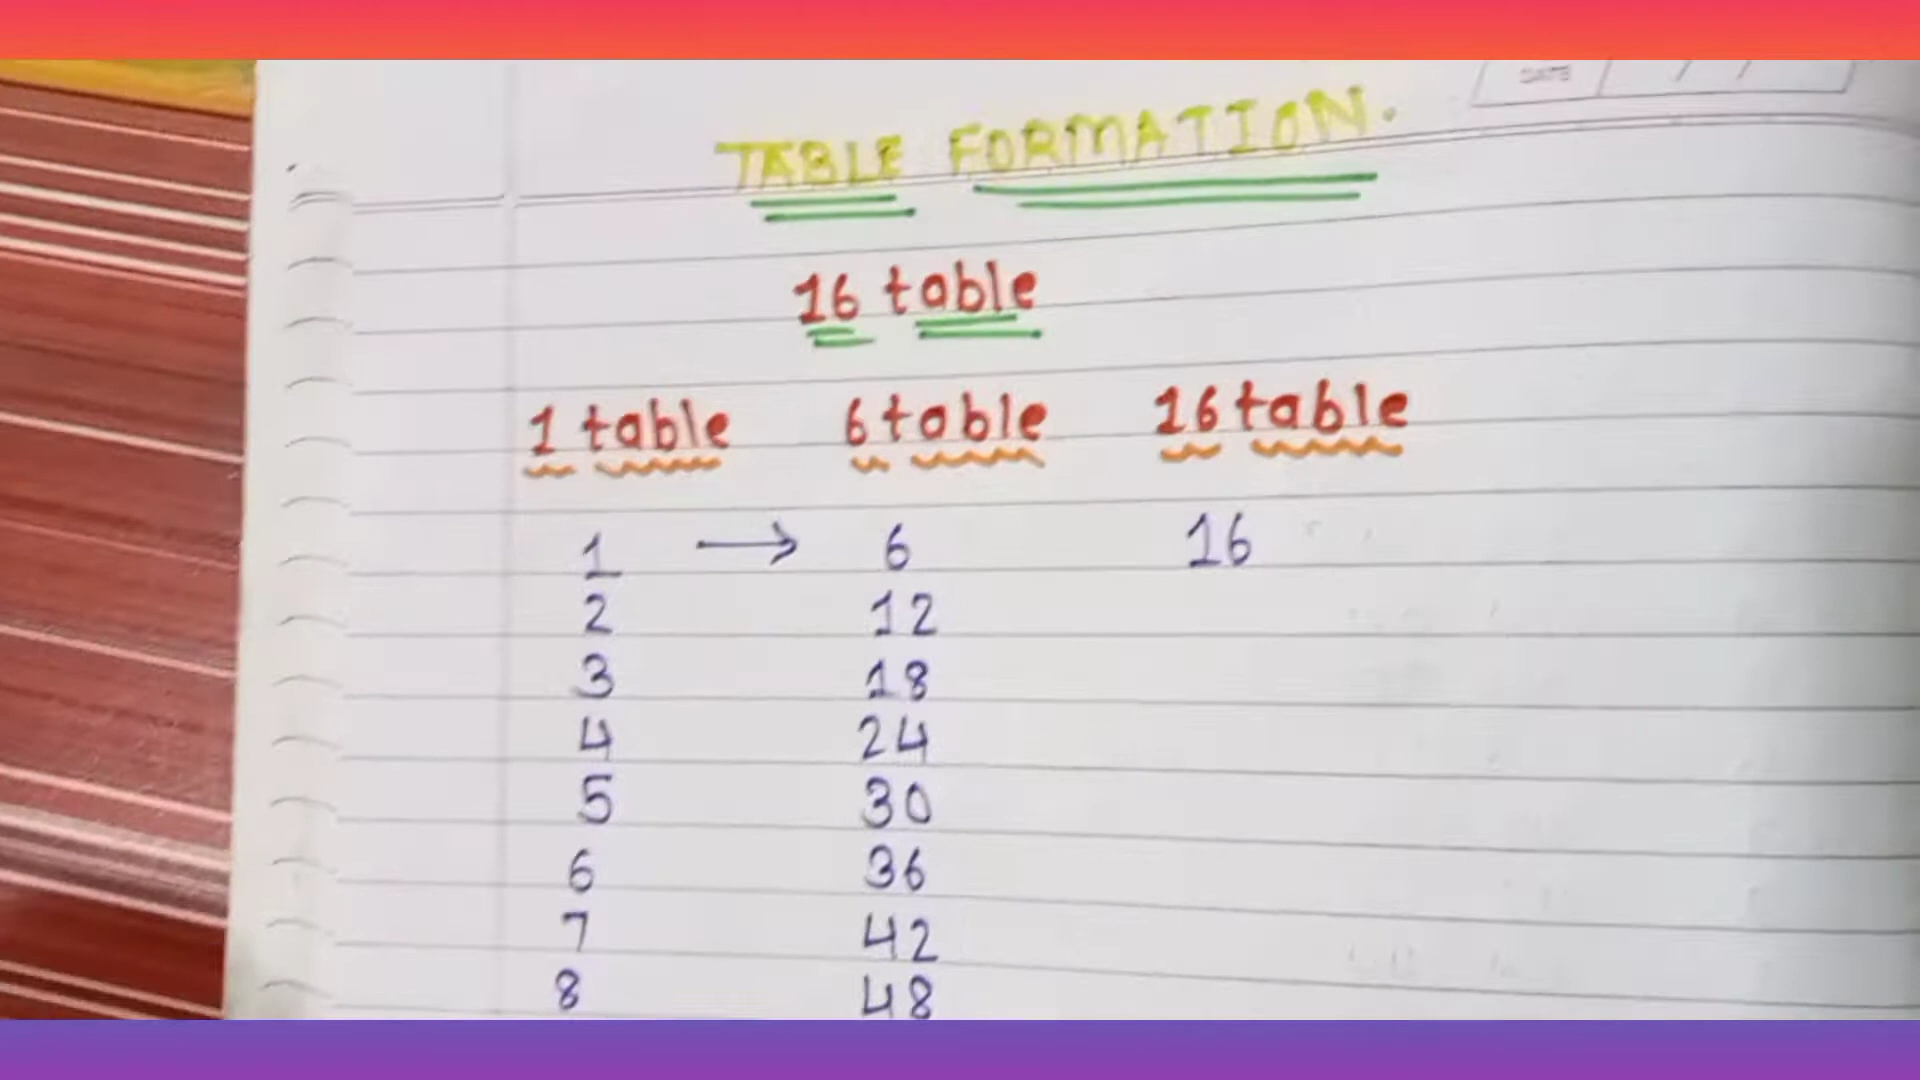 DATE
TABLE FORMATION.
16 table
1 table 6 table 16 table
1 → 6 16
2 12
3 18
4 24
5 30
6 36
7 42
8 48